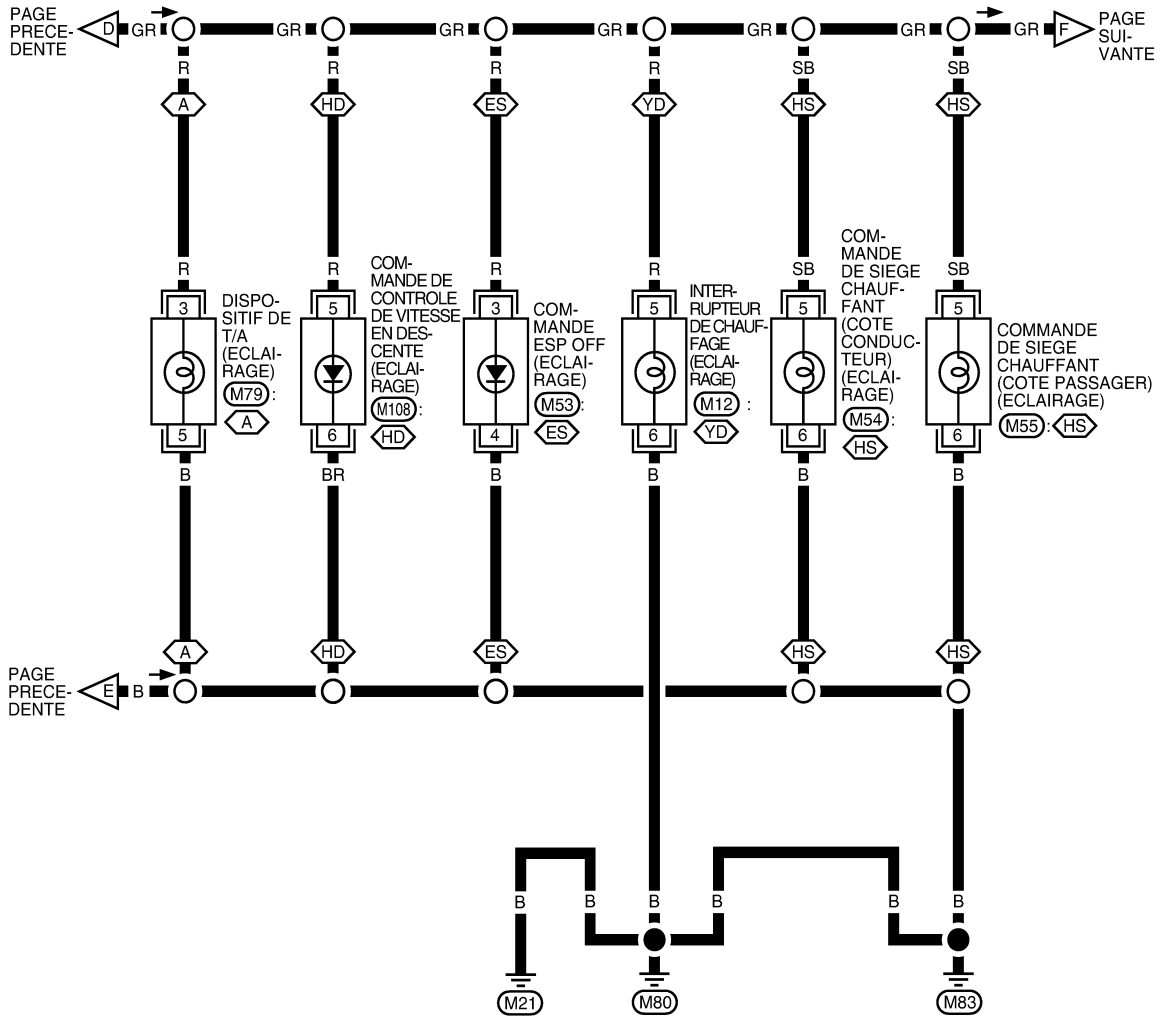 PAGE
PRECE-
DENTE
D GR GR GR GR GR GR GR F
PAGE
SUI-
VANTE
R R R R SB SB
A HD ES YD HS HS
R R R R SB SB
3
DISPO-
SITIF DE
T/A
(ECLAI-
RAGE)
M79 :
A
5
5
COM-
MANDE DE
CONTROLE
DE VITESSE
EN DES-
CENTE
(ECLAI-
RAGE)
M108 :
HD
6
3
COM-
MANDE
ESP OFF
(ECLAI-
RAGE)
M53 :
ES
4
5
INTER-
RUPTEUR
DE CHAUF-
FAGE
(ECLAI-
RAGE)
M12 :
YD
6
5
COM-
MANDE
DE SIEGE
CHAUF-
FANT
(COTE
CONDUC-
TEUR)
(ECLAI-
RAGE)
M54 :
HS
6
5
COMMANDE
DE SIEGE
CHAUFFANT
(COTE PASSAGER)
(ECLAIRAGE)
M55 : HS
6
B BR B B B B
A HD ES HS HS
PAGE
PRECE-
DENTE
E B
B B B B B B
M21 M80 M83